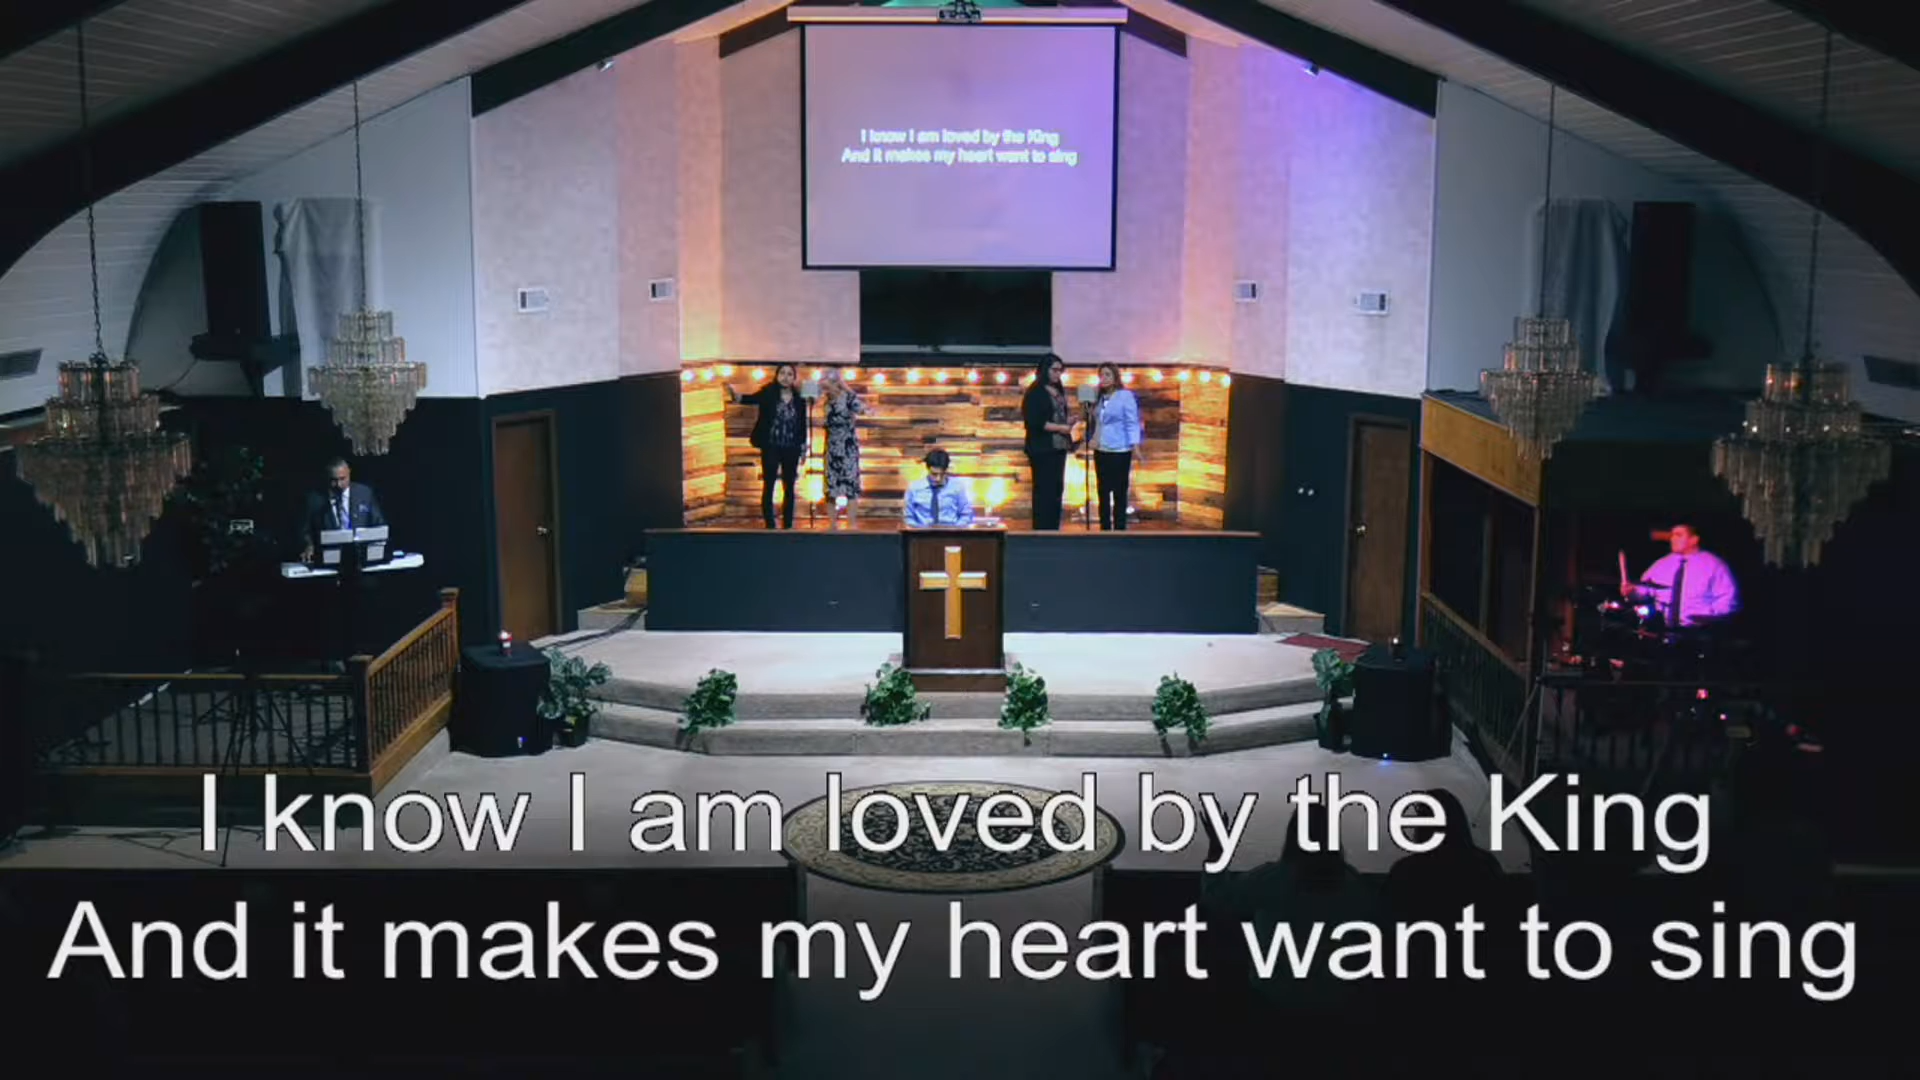 I know I am loved by the King
And it makes my heart want to sing
I know I am loved by the King
And it makes my heart want to sing